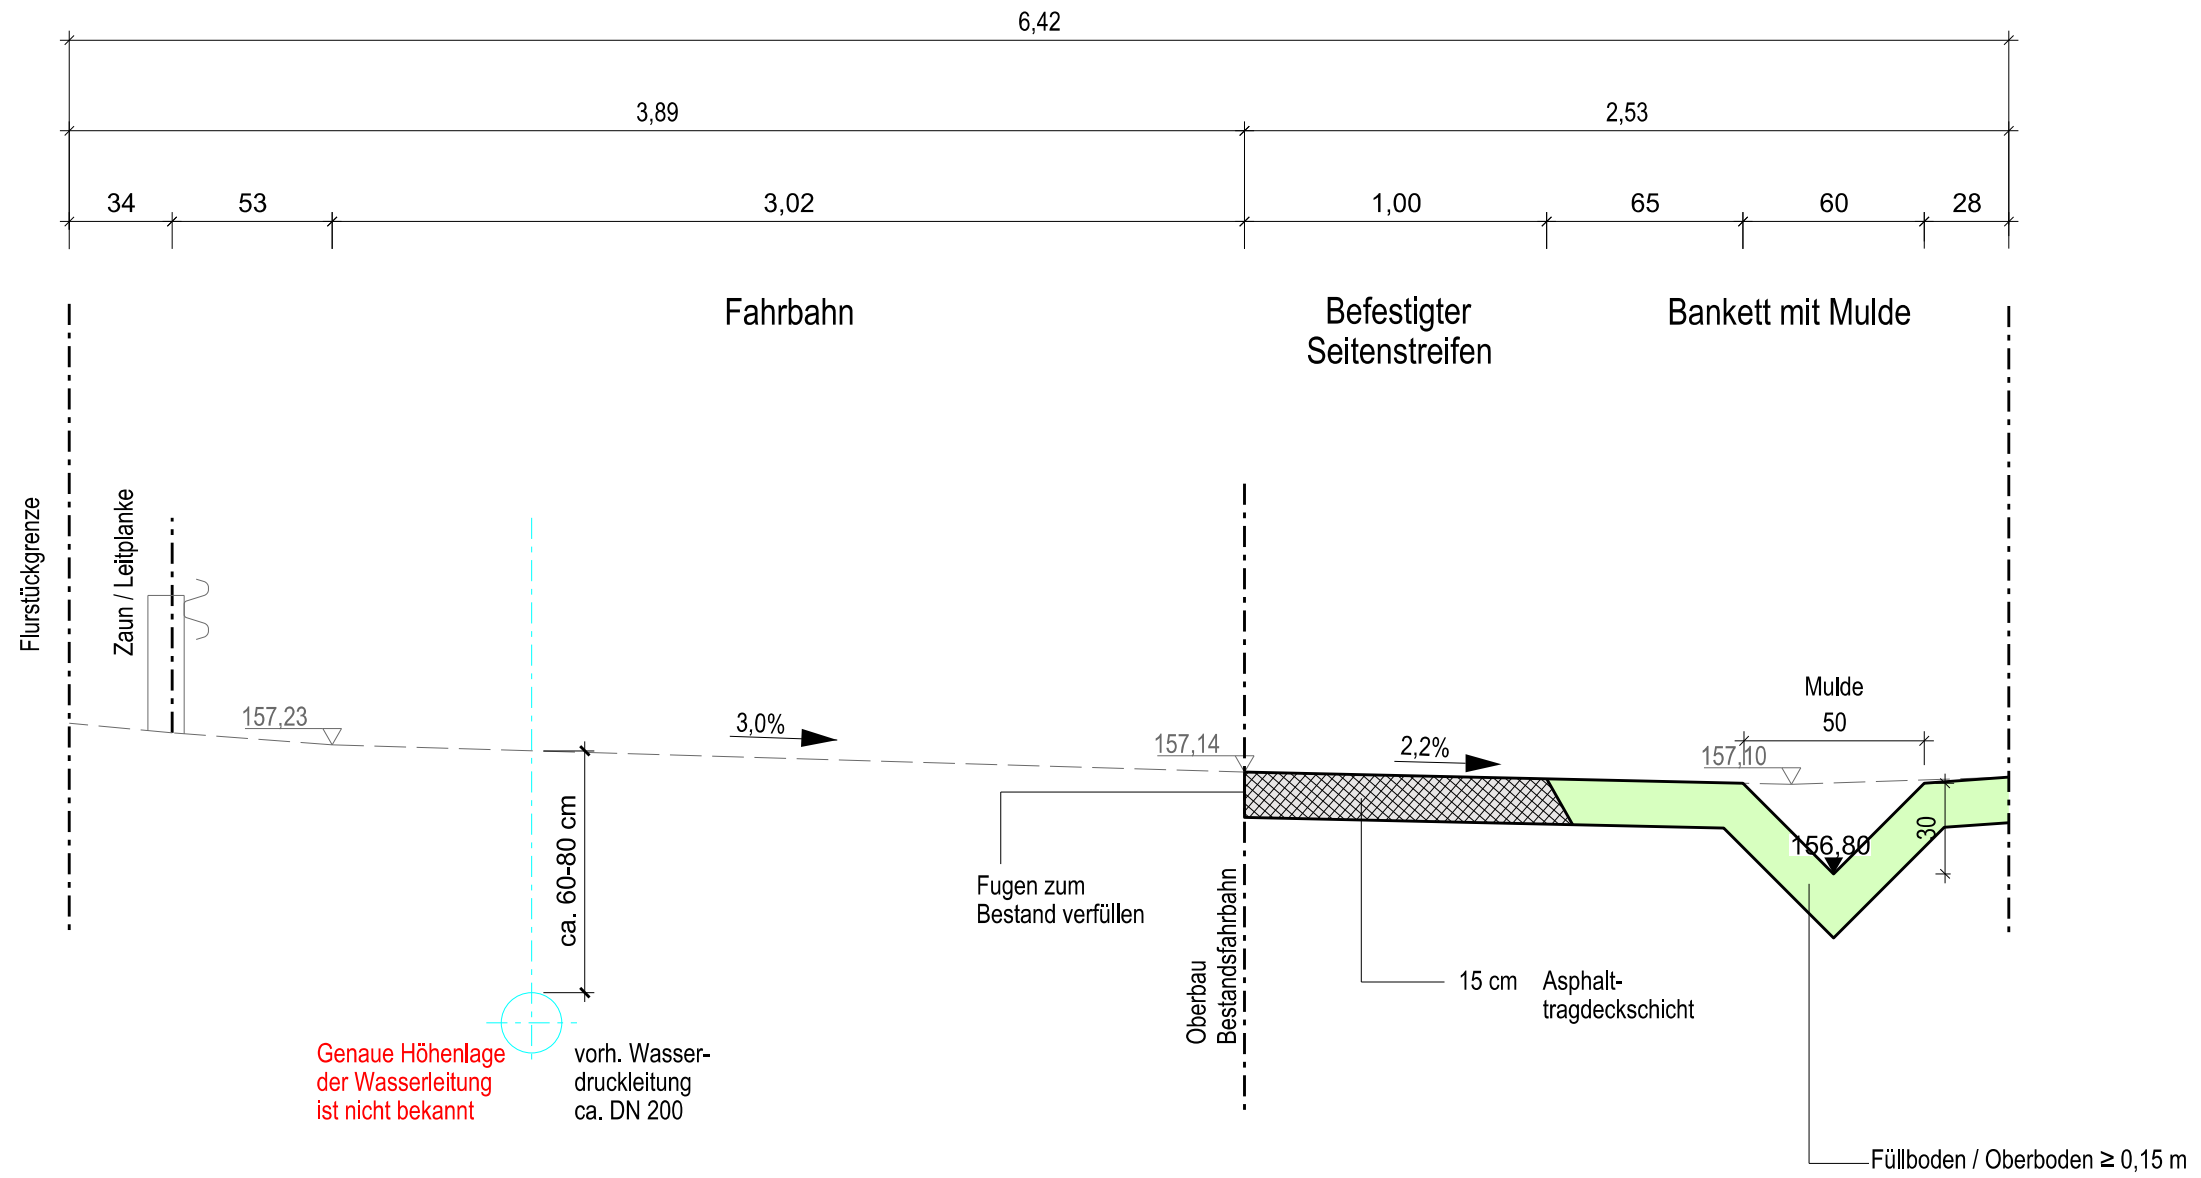 6,42
3,89
2,53
34
53
3,02
1,00
65
60
28
Fahrbahn
Befestigter
Seitenstreifen
Bankett mit Mulde
Flurstückgrenze
Zaun / Leitplanke
157,23
3,0%
157,14
2,2%
Mulde
50
157,10
30
156,80
ca. 60-80 cm
Fugen zum
Bestand verfüllen
Oberbau
Bestandsfahrbahn
15 cm Asphalt-
tragdeckschicht
Genaue Höhenlage
der Wasserleitung
ist nicht bekannt
vorh. Wasser-
druckleitung
ca. DN 200
Füllboden / Oberboden ≥ 0,15 m